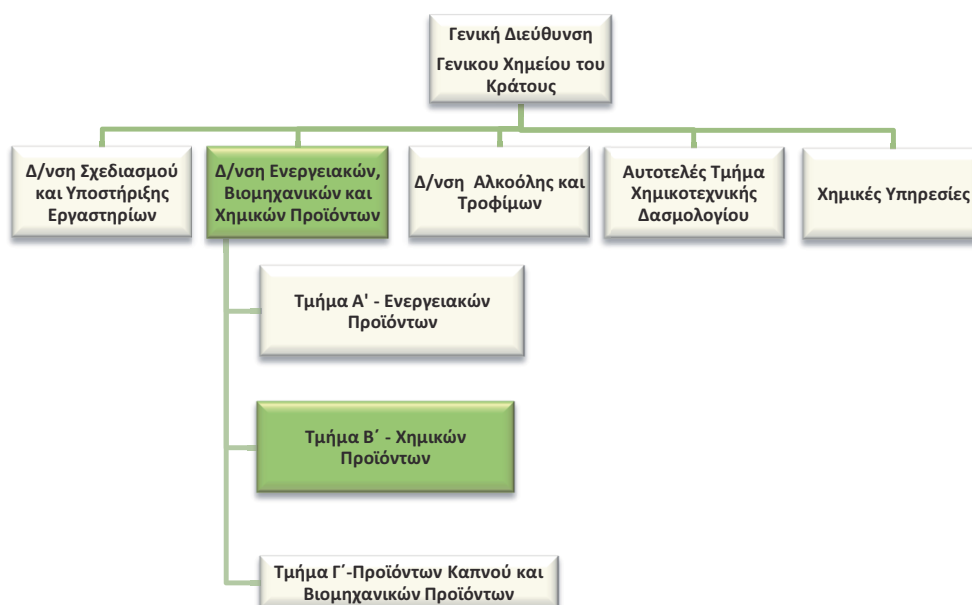 Γενική Διεύθυνση
Γενικου Χημείου του
Κράτους
Δ/νση Σχεδιασμού
και Υποστήριξης
Εργαστηρίων
Δ/νση Ενεργειακών,
Βιομηχανικών και
Χημικών Προϊόντων
Δ/νση Αλκοόλης και
Τροφίμων
Αυτοτελές Τμήμα
Χημικοτεχνικής
Δασμολογίου
Χημικές Υπηρεσίες
Τμήμα Α' - Ενεργειακών
Προϊόντων
Τμήμα Β΄ - Χημικών
Προϊόντων
Τμήμα Γ΄-Προϊόντων Καπνού και
Βιομηχανικών Προϊόντων